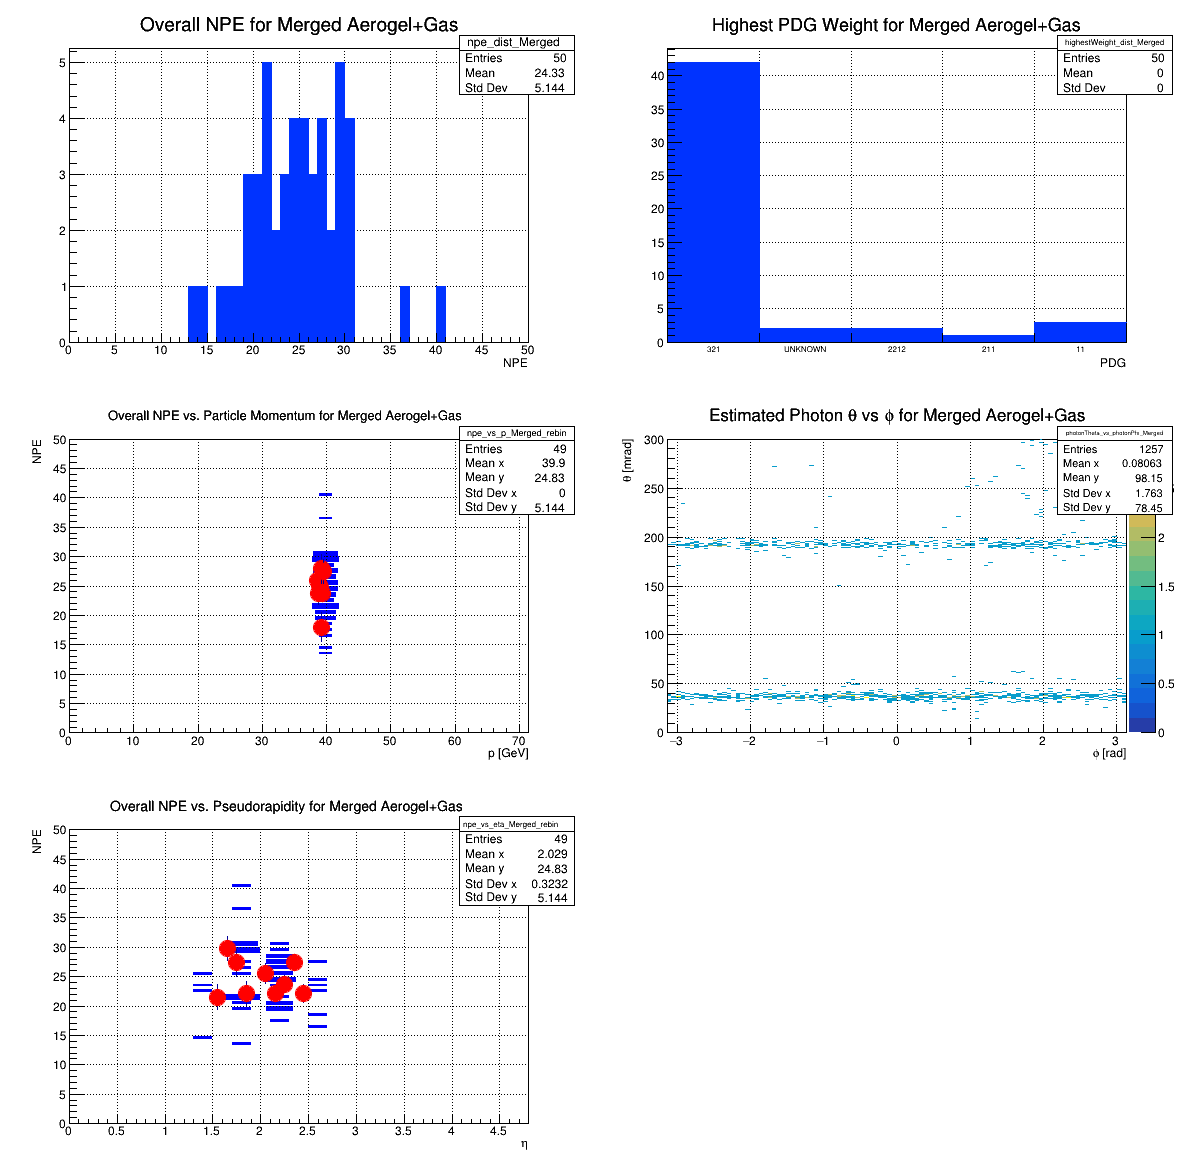 Overall NPE for Merged Aerogel+Gas
npe_dist_Merged
Entries 50
Mean 24.33
Std Dev 5.144
5
4
3
2
1
0
0 5 10 15 20 25 30 35 40 45 50
NPE
Highest PDG Weight for Merged Aerogel+Gas
highestWeight_dist_Merged
Entries 50
Mean 0
Std Dev 0
40
35
30
25
20
15
10
5
0
321 UNKNOWN 2212 211 11
PDG
Overall NPE vs. Particle Momentum for Merged Aerogel+Gas
npe_vs_p_Merged_rebin
Entries 49
Mean x 39.9
Mean y 24.83
Std Dev x 0
Std Dev y 5.144
NPE
50
45
40
35
30
25
20
15
10
5
0
0 10 20 30 40 50 60 70
p [GeV]
Estimated Photon θ vs ϕ for Merged Aerogel+Gas
photonTheta_vs_photonPhi_Merged
Entries 1257
Mean x 0.08063
Mean y 98.15
Std Dev x 1.763
Std Dev y 78.45
θ [mrad]
300
250
200
150
100
50
0
−3 −2 −1 0 1 2 3
ϕ [rad]
2
1.5
1
0.5
0
Overall NPE vs. Pseudorapidity for Merged Aerogel+Gas
npe_vs_eta_Merged_rebin
Entries 49
Mean x 2.029
Mean y 24.83
Std Dev x 0.3232
Std Dev y 5.144
NPE
50
45
40
35
30
25
20
15
10
5
0
0 0.5 1 1.5 2 2.5 3 3.5 4 4.5
η